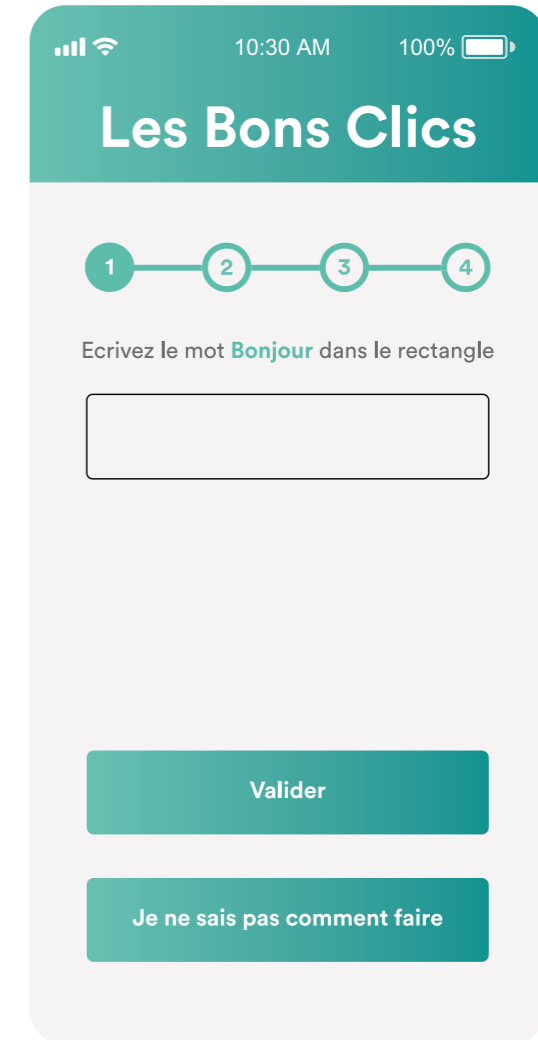 10:30 AM 100%
Les Bons Clics
1 2 3 4
Ecrivez le mot Bonjour dans le rectangle
Valider
Je ne sais pas comment faire